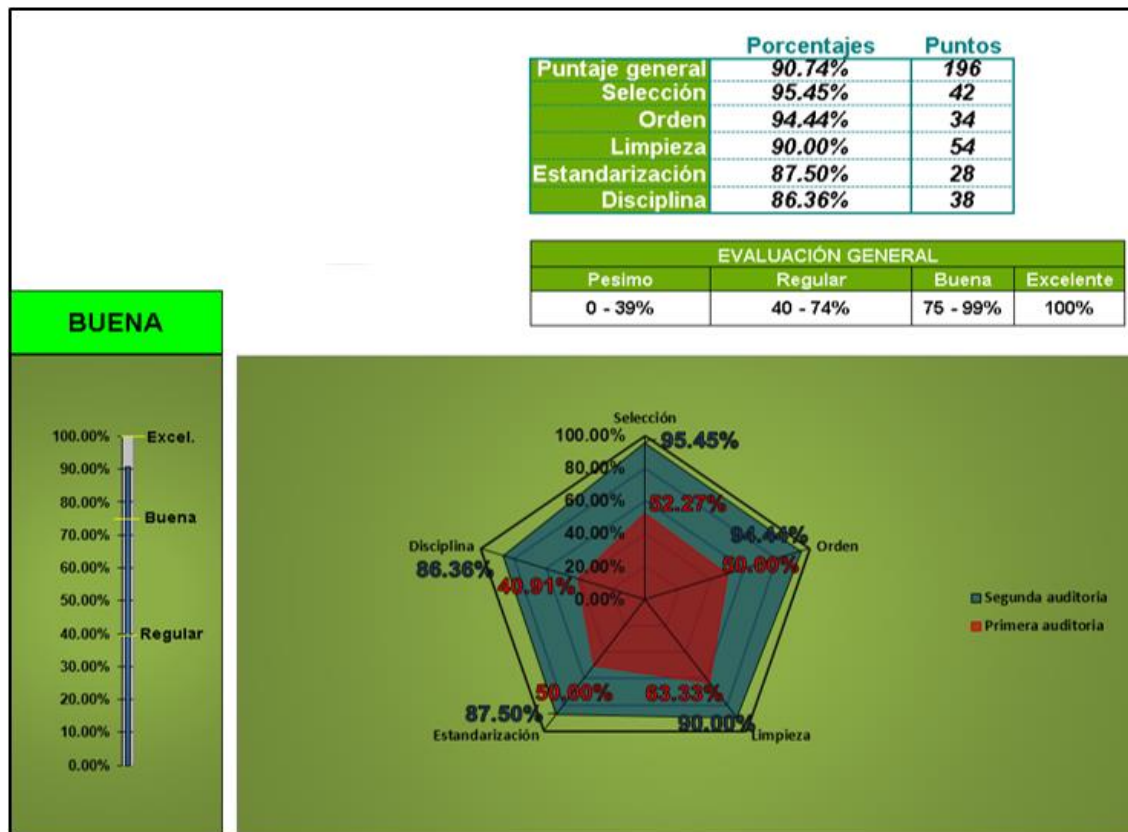 Porcentajes Puntos
Puntaje general 90.74% 196
Selección 95.45% 42
Orden 94.44% 34
Limpieza 90.00% 54
Estandarización 87.50% 28
Disciplina 86.36% 38
EVALUACIÓN GENERAL
Pesimo Regular Buena Excelente
0 - 39% 40 - 74% 75 - 99% 100%
BUENA
100.00% Excel.
90.00%
80.00%
Buena
70.00%
60.00%
50.00%
40.00% Regular
30.00%
20.00%
10.00%
0.00%
Selección
100.00% 95.45%
80.00%
60.00% 52.27%
40.00% 94.44% Orden
Disciplina 20.00% 50.00%
86.36% 40.91%
0.00%
Segunda auditoria
Primera auditoria
50.00% 63.33%
87.50% 90.00%
Estandarización Limpieza